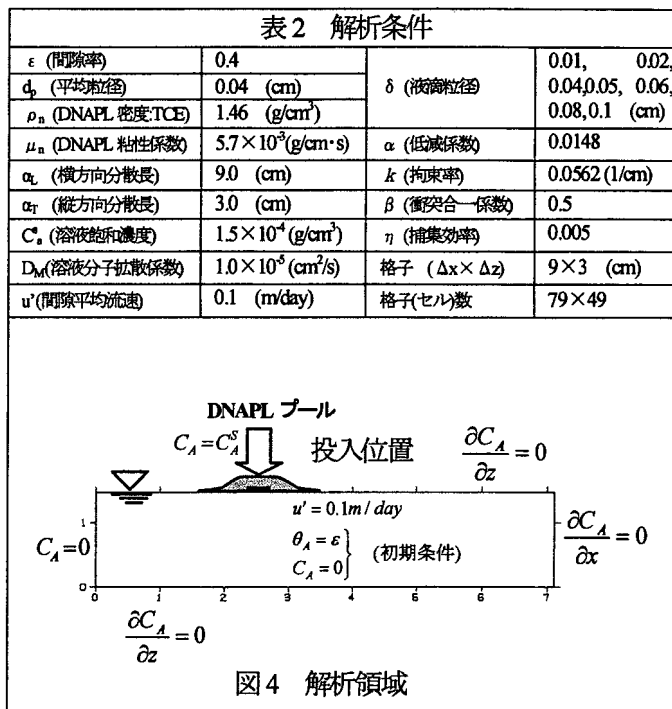 表2 解析条件
ε (間隙率) 0.4 δ (液滴粒径) 0.01, 0.02,
d_p (平均粒径) 0.04 (cm) 0.04,0.05, 0.06,
ρ_n (DNAPL 密度:TCE) 1.46 (g/cm³) 0.08,0.1 (cm)
μ_n (DNAPL 粘性係数) 5.7×10⁻³(g/cm・s) α (低減係数) 0.0148
α_L (横方向分散長) 9.0 (cm) k (拘束率) 0.0562 (1/cm)
α_T (縦方向分散長) 3.0 (cm) β (衝突合一係数) 0.5
C^s_n (溶液飽和濃度) 1.5×10⁻⁴ (g/cm³) η (捕集効率) 0.005
D_M(溶液分子拡散係数) 1.0×10⁻⁵ (cm²/s) 格子 (Δx×Δz) 9×3 (cm)
u'(間隙平均流速) 0.1 (m/day) 格子(セル)数 79×49
DNAPL プール
C_A=C_A^S 投入位置 ∂C_A/∂z=0
u' = 0.1m / day
1 θ_A = ε
C_A=0 C_A = 0 (初期条件) ∂C_A/∂x=0
0
0 1 2 3 4 5 6 7
∂C_A/∂z=0
図4 解析領域